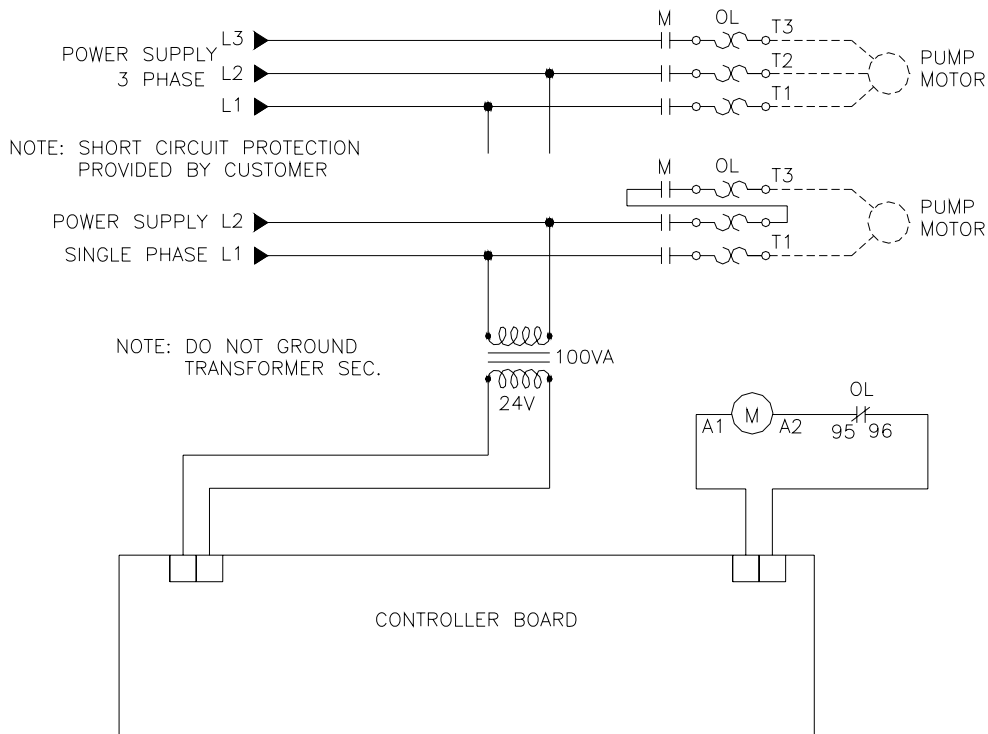 M OL
L3 T3
POWER SUPPLY
3 PHASE L2 T2
PUMP
MOTOR
L1 T1
NOTE: SHORT CIRCUIT PROTECTION
PROVIDED BY CUSTOMER
M OL
T3
POWER SUPPLY L2
PUMP
MOTOR
SINGLE PHASE L1 T1
NOTE: DO NOT GROUND
TRANSFORMER SEC.
100VA
24V
OL
A1 M A2 95 96
CONTROLLER BOARD